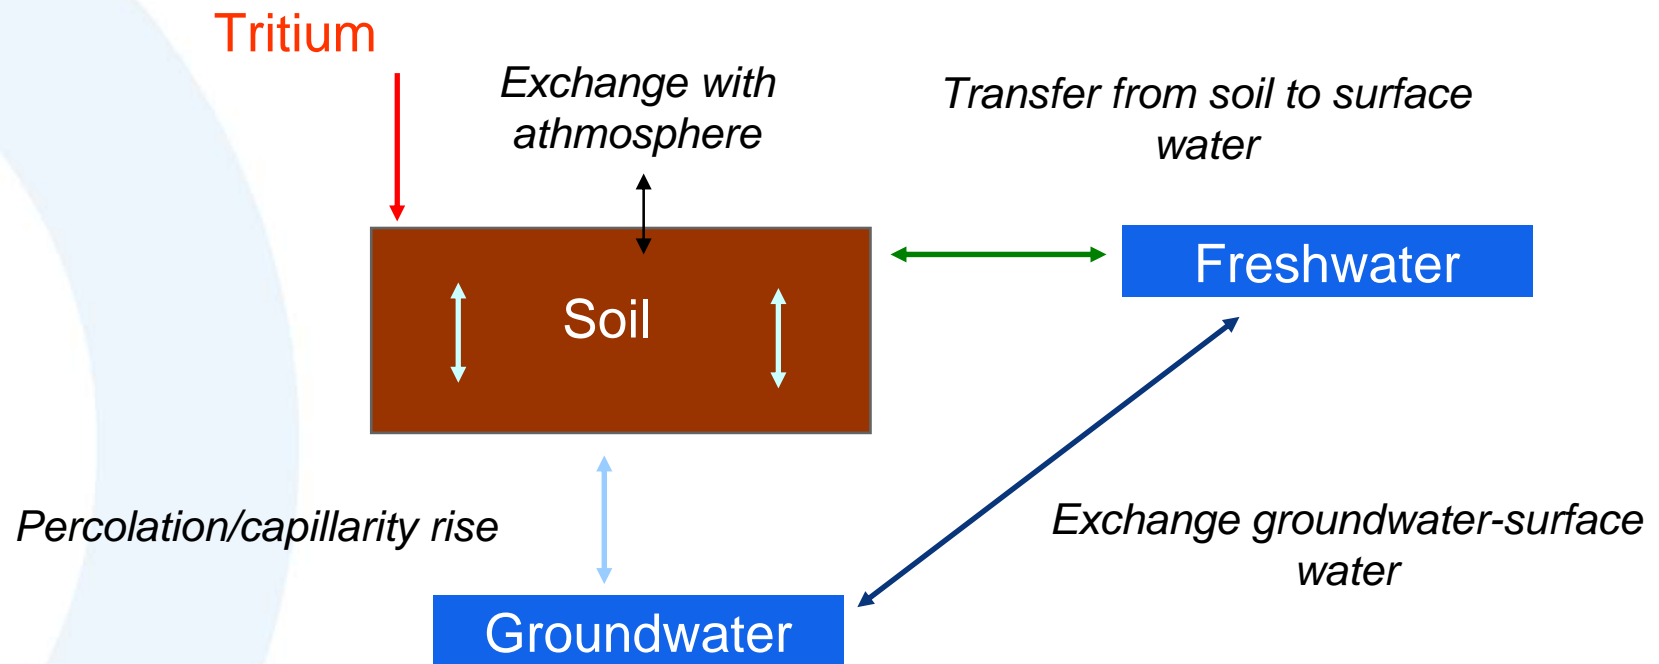 Tritium
Exchange with
athmosphere
Transfer from soil to surface
water
Freshwater
Soil
Percolation/capillarity rise
Exchange groundwater-surface
water
Groundwater